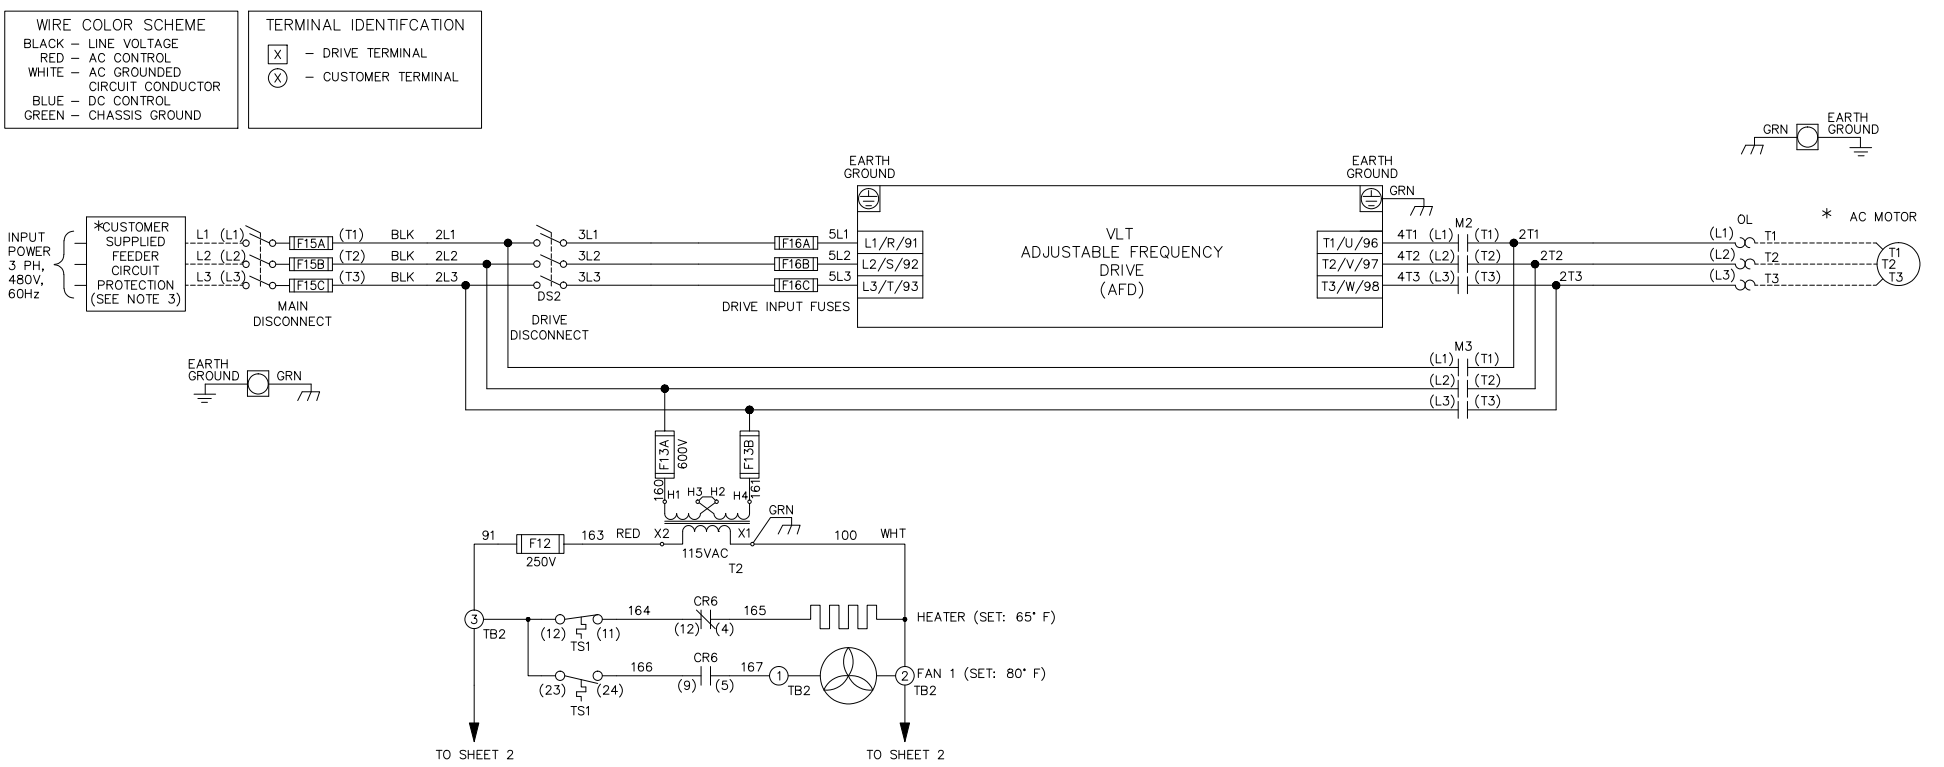 WIRE COLOR SCHEME
BLACK – LINE VOLTAGE
RED – AC CONTROL
WHITE – AC GROUNDED
CIRCUIT CONDUCTOR
BLUE – DC CONTROL
GREEN – CHASSIS GROUND
TERMINAL IDENTIFCATION
X – DRIVE TERMINAL
X – CUSTOMER TERMINAL
GRN
EARTH
GROUND
INPUT
POWER
3 PH,
480V,
60Hz
*CUSTOMER
SUPPLIED
FEEDER
CIRCUIT
PROTECTION
(SEE NOTE 3)
L1 (L1) F15A (T1) BLK 2L1
L2 (L2) F15B (T2) BLK 2L2
L3 (L3) F15C (T3) BLK 2L3
MAIN
DISCONNECT
3L1
3L2
3L3
DS2
DRIVE
DISCONNECT
F16A 5L1
F16B 5L2
F16C 5L3
DRIVE INPUT FUSES
EARTH
GROUND
L1/R/91
L2/S/92
L3/T/93
VLT
ADJUSTABLE FREQUENCY
DRIVE
(AFD)
EARTH
GROUND
GRN
T1/U/96
T2/V/97
T3/W/98
M2
4T1 (L1) (T1) 2T1
4T2 (L2) (T2) 2T2
4T3 (L3) (T3) 2T3
OL
(L1) T1
(L2) T2
(L3) T3
* AC MOTOR
T1
T2
T3
EARTH
GROUND
GRN
M3
(L1) (T1)
(L2) (T2)
(L3) (T3)
F13A
600V
F13B
160
161
H1 H3 H2 H4
GRN
91 F12 163 RED X2 X1 100 WHT
250V
115VAC
T2
3
TB2
164 CR6 165
(12) (11) (12) (4)
TS1
HEATER (SET: 65° F)
166 CR6 167
(23) (24) (9) (5)
TS1
1
TB2
2
TB2
FAN 1 (SET: 80° F)
TO SHEET 2
TO SHEET 2